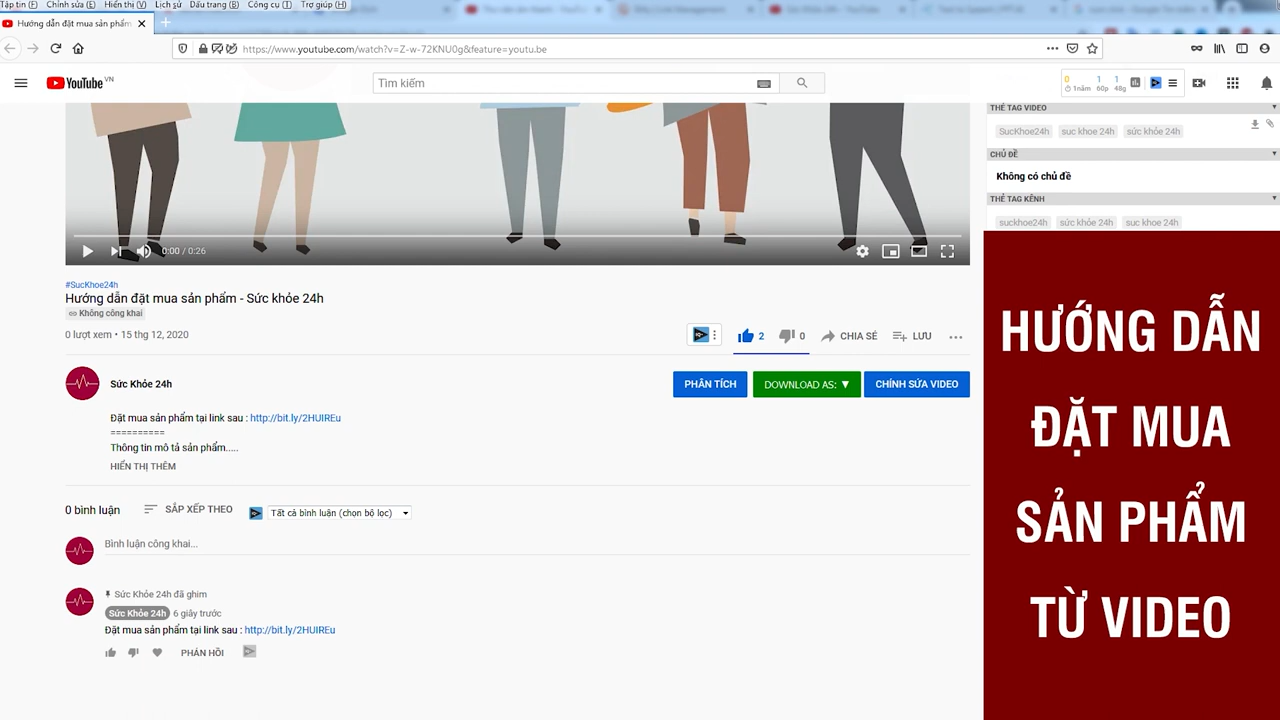 Tập tin (F) Chỉnh sửa (E) Hiển thị (V) Lịch sử Dấu trang (B) Công cụ (T) Trợ giúp (H)
Hướng dẫn đặt mua sản phẩm
https://www.youtube.com/watch?v=Z-w-72KNU0g&feature=youtu.be
YouTube VN
Tìm kiếm
0 1 1
1năm 60p 48g
THẺ TAG VIDEO
SucKhoe24h suc khoe 24h sức khỏe 24h
CHỦ ĐỀ
Không có chủ đề
THẺ TAG KÊNH
suckhoe24h sức khỏe 24h suc khoe 24h
0:00 / 0:26
#SucKhoe24h
Hướng dẫn đặt mua sản phẩm - Sức khỏe 24h
Không công khai
0 lượt xem • 15 thg 12, 2020
2 0 CHIA SẺ LƯU
Sức Khỏe 24h
PHÂN TÍCH DOWNLOAD AS: ▼ CHỈNH SỬA VIDEO
Đặt mua sản phẩm tại link sau : http://bit.ly/2HUIREu
==========
Thông tin mô tả sản phẩm.....
HIỂN THỊ THÊM
0 bình luận SẮP XẾP THEO Tất cả bình luận (chọn bộ lọc)
Bình luận công khai...
Sức Khỏe 24h đã ghim
Sức Khỏe 24h 6 giây trước
Đặt mua sản phẩm tại link sau : http://bit.ly/2HUIREu
PHẢN HỒI
HƯỚNG DẪN
ĐẶT MUA
SẢN PHẨM
TỪ VIDEO